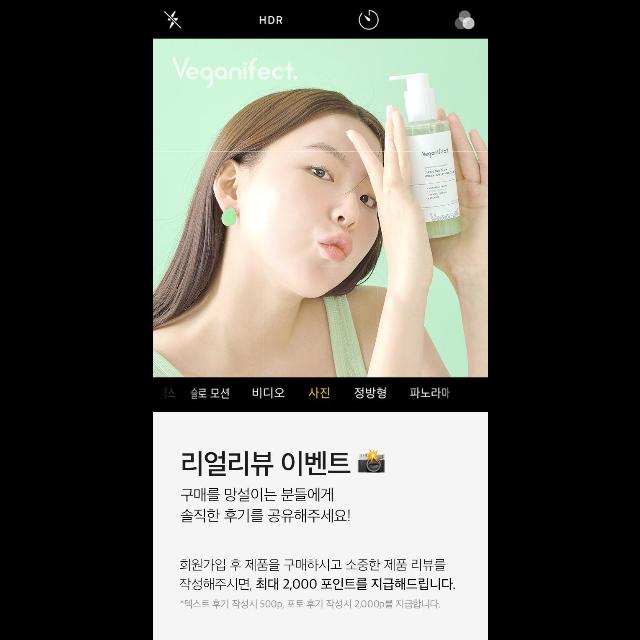 HDR
Veganifect.
Veganifect
슬로 모션 비디오 사진 정방형 파노라마
리얼리뷰 이벤트
구매를 망설이는 분들에게
솔직한 후기를 공유해주세요!
회원가입 후 제품을 구매하시고 소중한 제품 리뷰를
작성해주시면, 최대 2,000 포인트를 지급해드립니다.
*텍스트 후기 작성시 500p, 포토 후기 작성시 2,000p를 지급합니다.